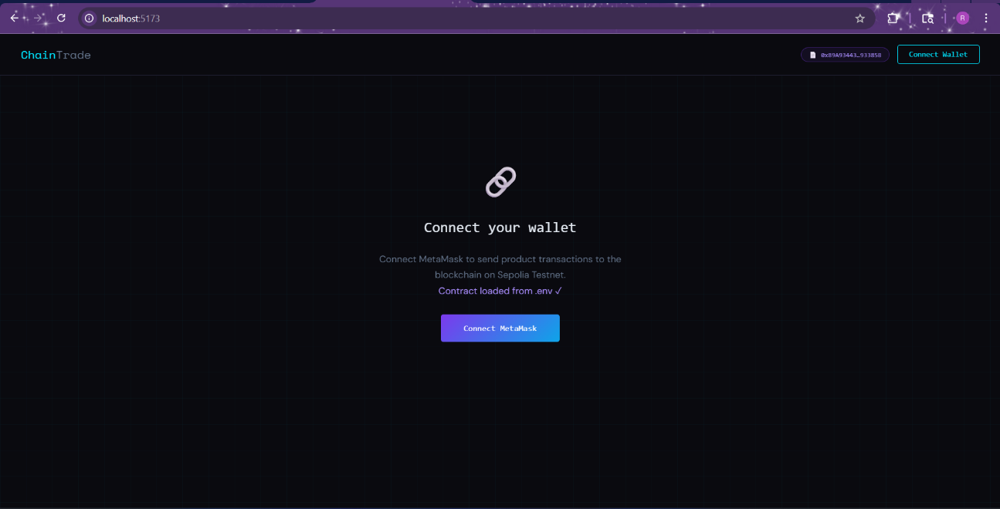 localhost:5173
R
ChainTrade
0x89A93443…93385B
Connect Wallet
Connect your wallet
Connect MetaMask to send product transactions to the
blockchain on Sepolia Testnet.
Contract loaded from .env ✓
Connect MetaMask